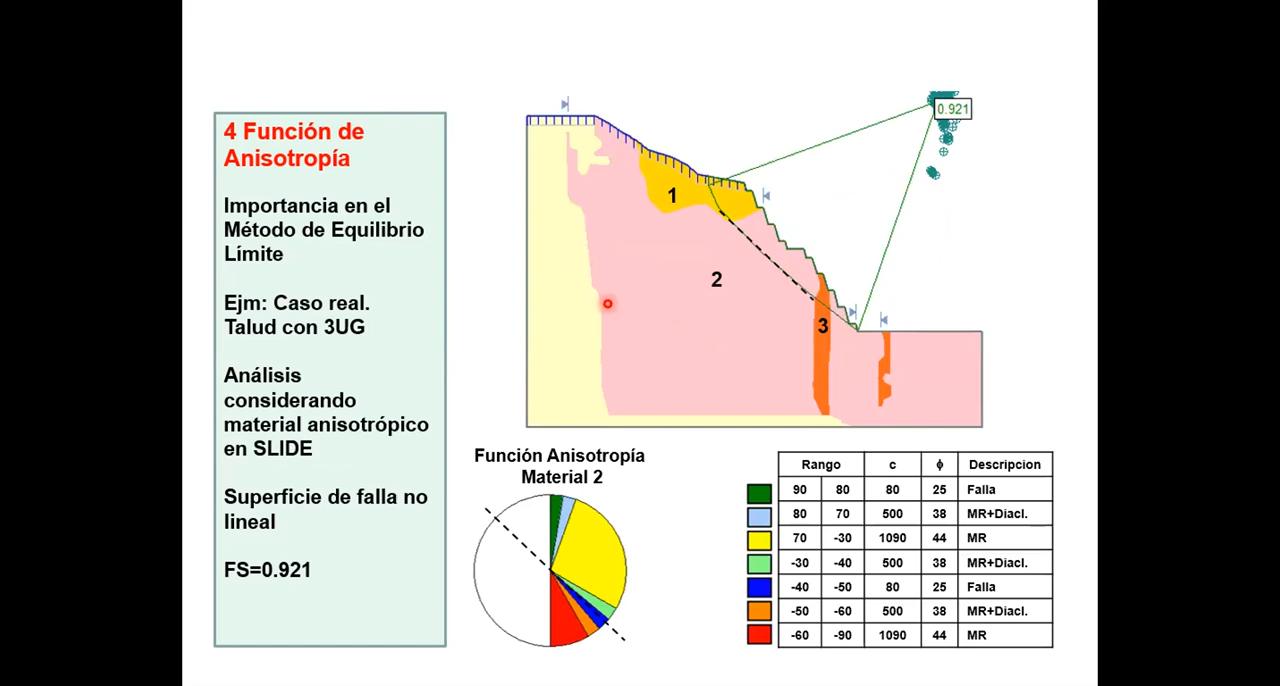 4 Función de
Anisotropía
Importancia en el
Método de Equilibrio
Límite
Ejm: Caso real.
Talud con 3UG
Análisis
considerando
material anisotrópico
en SLIDE
Superficie de falla no
lineal
FS=0.921
0.921
1
2
3
Función Anisotropía
Material 2
Rango c ϕ Descripcion
90 80 80 25 Falla
80 70 500 38 MR+Diacl.
70 -30 1090 44 MR
-30 -40 500 38 MR+Diacl.
-40 -50 80 25 Falla
-50 -60 500 38 MR+Diacl.
-60 -90 1090 44 MR